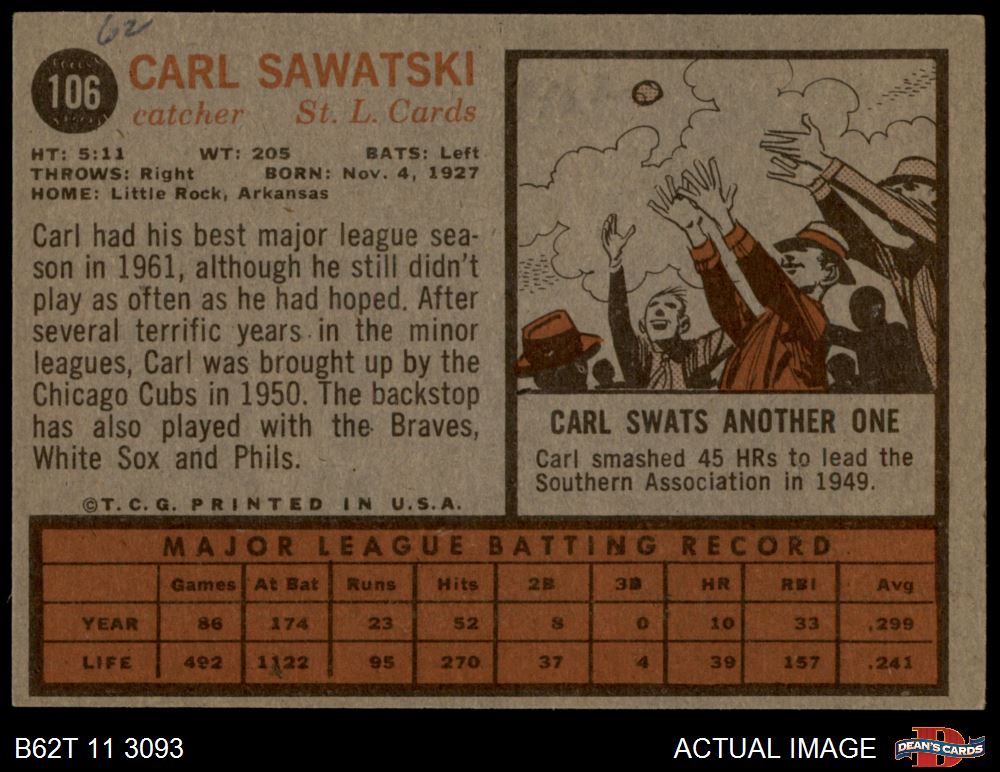 62
106
CARL SAWATSKI
catcher St. L. Cards
HT: 5:11 WT: 205 BATS: Left
THROWS: Right BORN: Nov. 4, 1927
HOME: Little Rock, Arkansas
Carl had his best major league sea-
son in 1961, although he still didn't
play as often as he had hoped. After
several terrific years in the minor
leagues, Carl was brought up by the
Chicago Cubs in 1950. The backstop
has also played with the Braves,
White Sox and Phils.
©T.C.G. PRINTED IN U.S.A.
CARL SWATS ANOTHER ONE
Carl smashed 45 HRs to lead the
Southern Association in 1949.
MAJOR LEAGUE BATTING RECORD
Games At Bat Runs Hits 2B 3B HR RBI Avg
YEAR 86 174 23 52 8 0 10 33 .299
LIFE 492 1122 95 270 37 4 39 157 .241
B62T 11 3093
ACTUAL IMAGE
D
DEAN'S CARDS